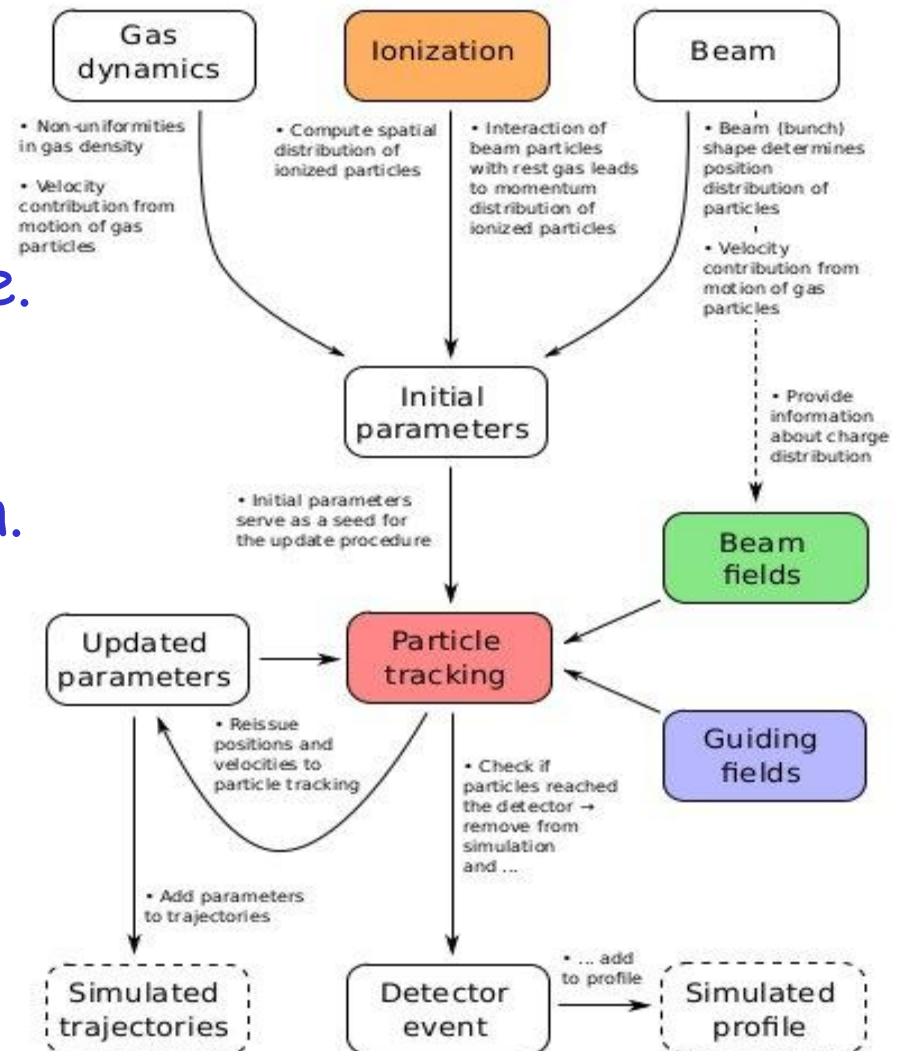 Gas
dynamics
Ionization
Beam
• Non-uniformities
in gas density
• Velocity
contribution from
motion of gas
particles
• Compute spatial
distribution of
ionized particles
• Interaction of
beam particles
with rest gas leads
to momentum
distribution of
ionized particles
• Beam (bunch)
shape determines
position
distribution of
particles
• Velocity
contribution from
motion of gas
particles
e.
Initial
parameters
• Provide
information
about charge
distribution
• Initial parameters
serve as a seed for
the update procedure
Beam
fields
Updated
parameters
Particle
tracking
Guiding
fields
• Reissue
positions and
velocities to
particle tracking
• Check if
particles reached
the detector →
remove from
simulation
and ...
• Add parameters
to trajectories
• ... add
to profile
Simulated
trajectories
Detector
event
Simulated
profile